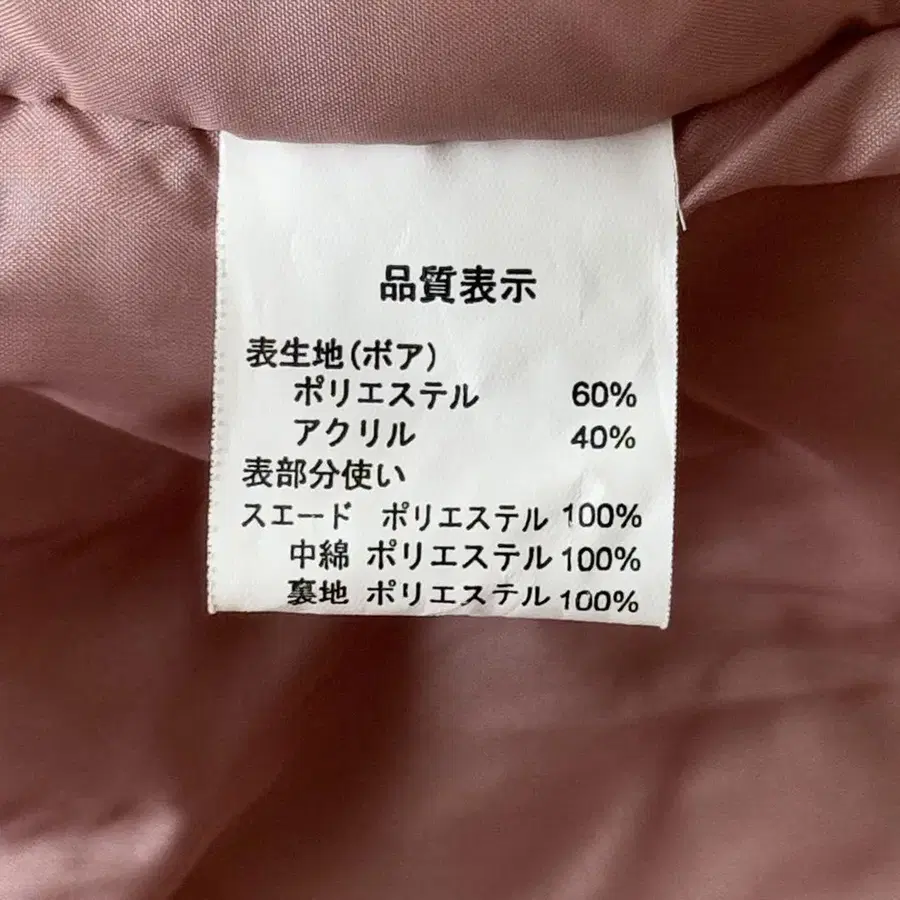 品質表示
表生地(ボア)
ポリエステル 60%
アクリル 40%
表部分使い
スエード ポリエステル 100%
中綿 ポリエステル 100%
裏地 ポリエステル 100%